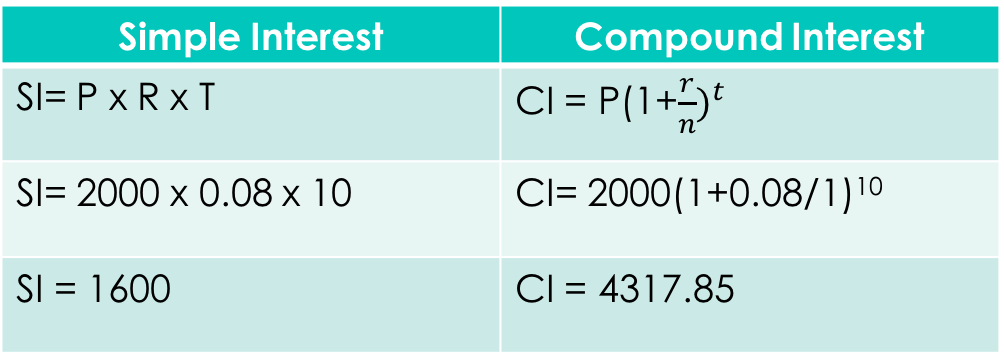 Simple Interest Compound Interest
SI= P x R x T CI = P(1+r/n)^t
SI= 2000 x 0.08 x 10 CI= 2000(1+0.08/1)^10
SI = 1600 CI = 4317.85